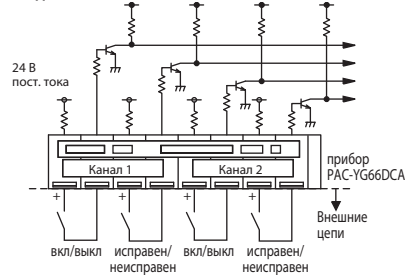 24 В
пост. тока
Канал 1
Канал 2
прибор
PAC-YG66DCA
+
+
+
+
Внешние
цепи
вкл/выкл
исправен/
неисправен
вкл/выкл
исправен/
неисправен